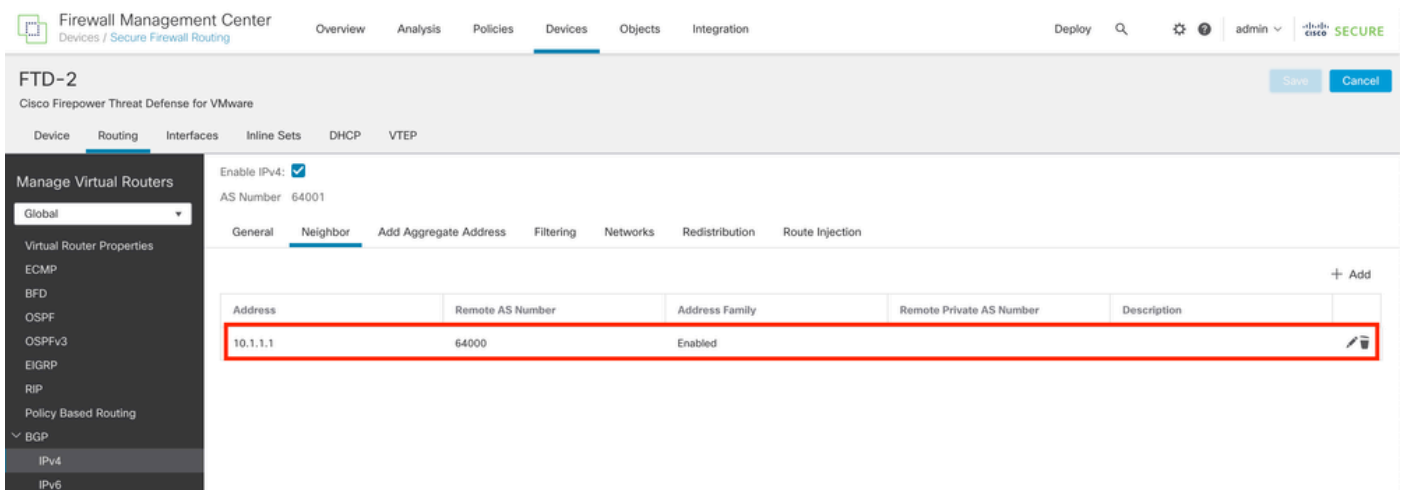 Firewall Management Center
Devices / Secure Firewall Routing
Overview Analysis Policies Devices Objects Integration Deploy admin cisco SECURE
FTD-2
Save Cancel
Cisco Firepower Threat Defense for VMware
Device Routing Interfaces Inline Sets DHCP VTEP
Manage Virtual Routers
Global
Virtual Router Properties
ECMP
BFD
OSPF
OSPFv3
EIGRP
RIP
Policy Based Routing
BGP
IPv4
IPv6
Enable IPv4:
AS Number 64001
General Neighbor Add Aggregate Address Filtering Networks Redistribution Route Injection
+ Add
Address Remote AS Number Address Family Remote Private AS Number Description
10.1.1.1 64000 Enabled